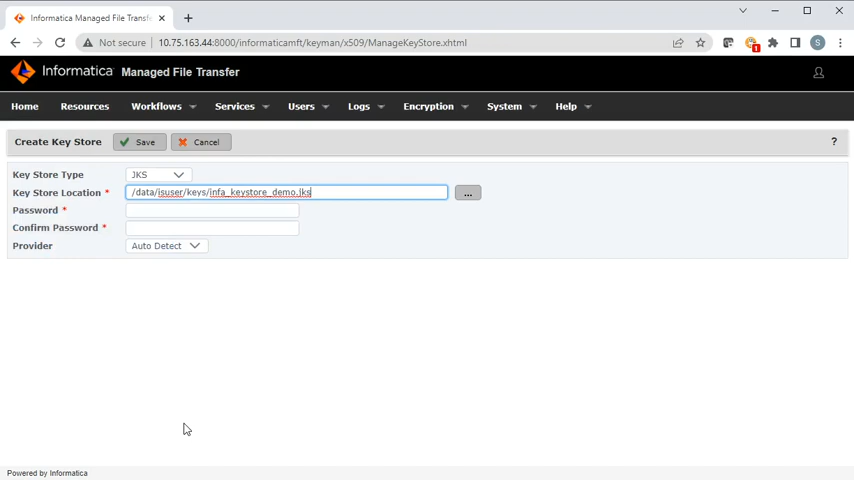 Informatica Managed File Transfe
Not secure 10.75.163.44:8000/informaticamft/keyman/x509/ManageKeyStore.xhtml
1
S
Informatica Managed File Transfer
Home Resources Workflows Services Users Logs Encryption System Help
Create Key Store Save Cancel ?
Key Store Type JKS
Key Store Location * /data/isuser/keys/infa_keystore_demo.jks ...
Password *
Confirm Password *
Provider Auto Detect
Powered by Informatica